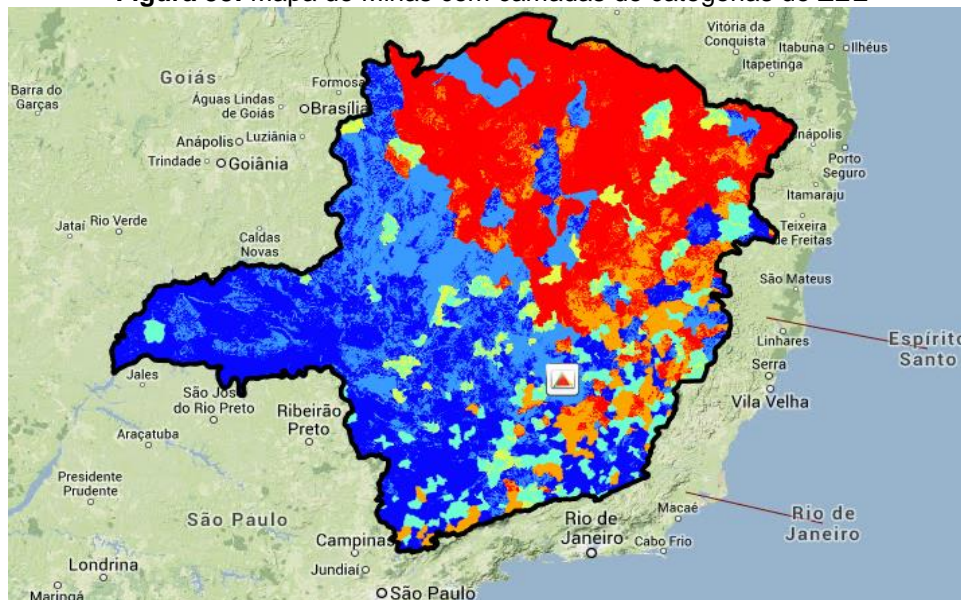 Vitória da
Conquista
Itabuna
Ilhéus
Itapetinga
Goiás
Formosa
Barra do
Garças
Águas Lindas
de Goiás
Brasília
Anápolis
Luziânia
Trindade
Goiânia
nápolis
Porto
Seguro
Itamaraju
Jataí
Rio Verde
Caldas
Novas
Teixeira
de Freitas
São Mateus
Linhares
Espírito
Santo
Serra
Jales
Vila Velha
São José
do Rio Preto
Ribeirão
Preto
Araçatuba
Presidente
Prudente
São Paulo
Macaé
Rio de
Janeiro
Rio de
Janeiro
Campinas
Cabo Frio
Londrina
Jundiaí
São Paulo
Maringá